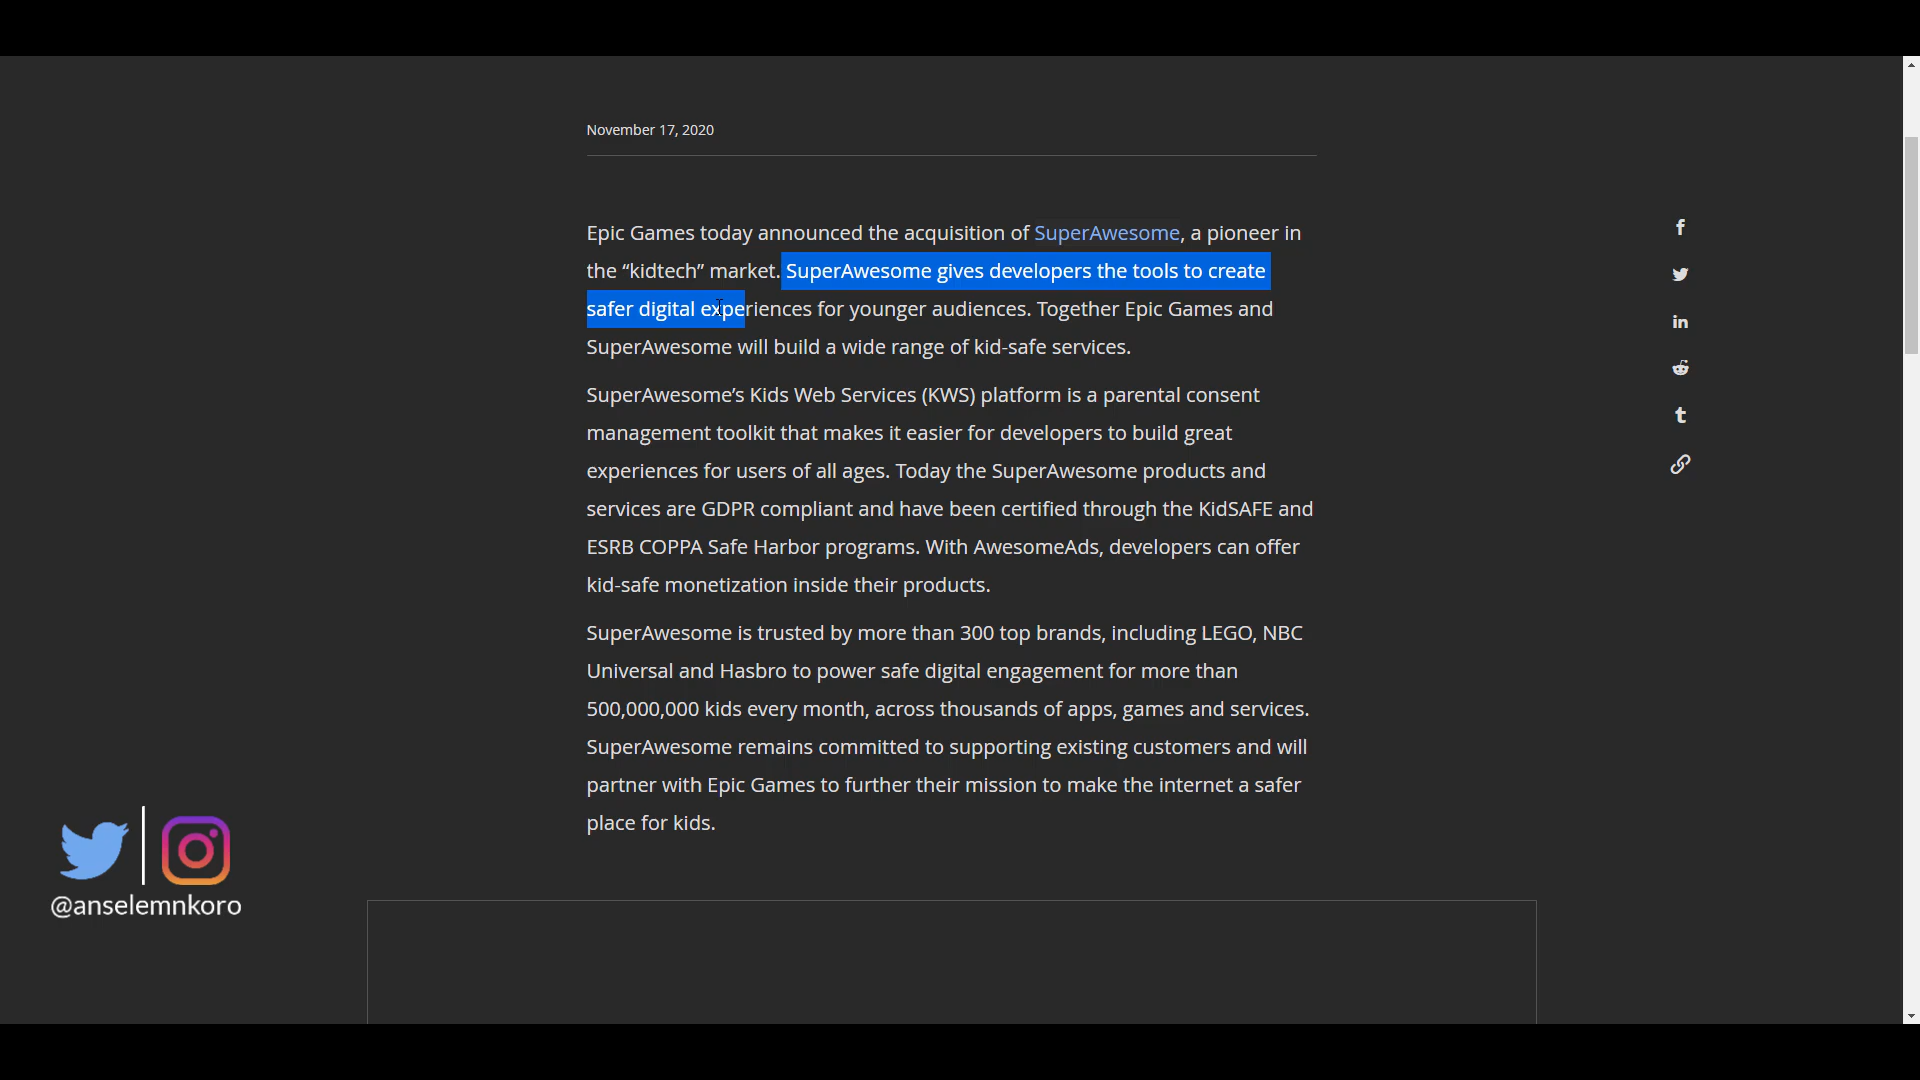 November 17, 2020
Epic Games today announced the acquisition of SuperAwesome, a pioneer in
the “kidtech” market. SuperAwesome gives developers the tools to create
safer digital experiences for younger audiences. Together Epic Games and
SuperAwesome will build a wide range of kid-safe services.
SuperAwesome’s Kids Web Services (KWS) platform is a parental consent
management toolkit that makes it easier for developers to build great
experiences for users of all ages. Today the SuperAwesome products and
services are GDPR compliant and have been certified through the KidSAFE and
ESRB COPPA Safe Harbor programs. With AwesomeAds, developers can offer
kid-safe monetization inside their products.
SuperAwesome is trusted by more than 300 top brands, including LEGO, NBC
Universal and Hasbro to power safe digital engagement for more than
500,000,000 kids every month, across thousands of apps, games and services.
SuperAwesome remains committed to supporting existing customers and will
partner with Epic Games to further their mission to make the internet a safer
place for kids.
@anselemnkoro